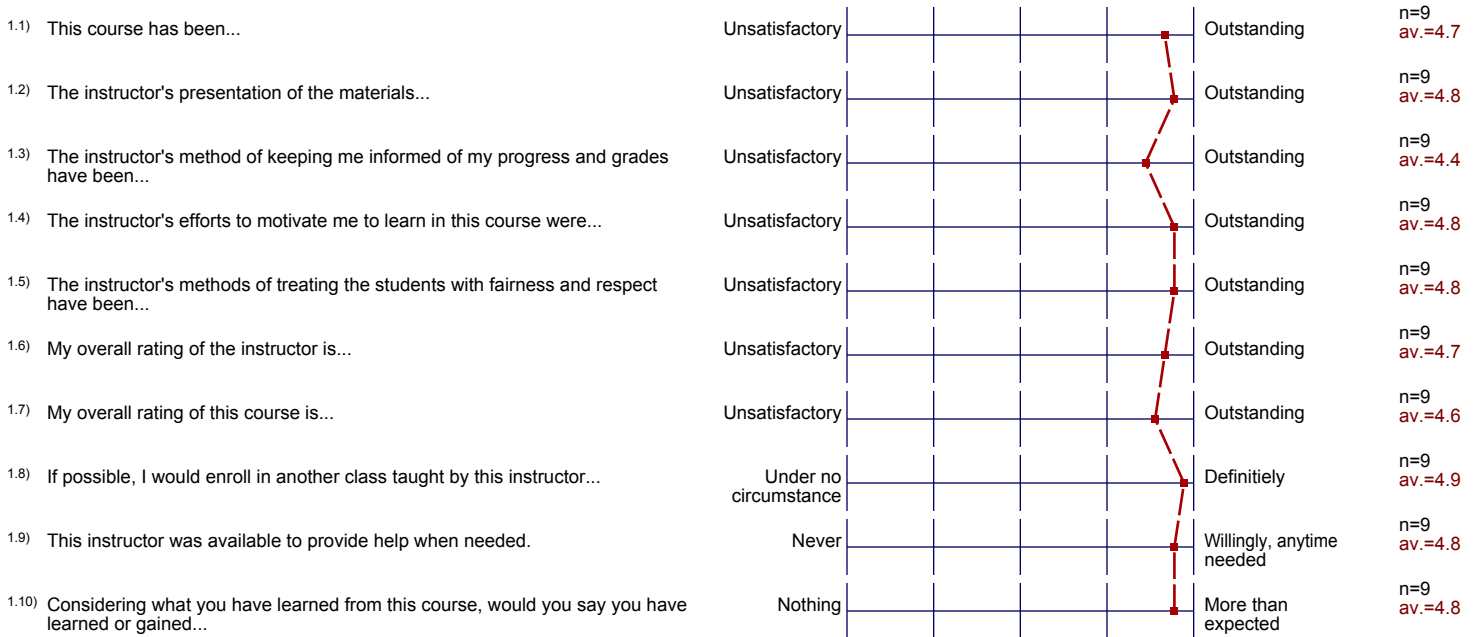 1.1) This course has been... Unsatisfactory Outstanding n=9 av.=4.7
1.2) The instructor's presentation of the materials... Unsatisfactory Outstanding n=9 av.=4.8
1.3) The instructor's method of keeping me informed of my progress and grades
have been... Unsatisfactory Outstanding n=9 av.=4.4
1.4) The instructor's efforts to motivate me to learn in this course were... Unsatisfactory Outstanding n=9 av.=4.8
1.5) The instructor's methods of treating the students with fairness and respect
have been... Unsatisfactory Outstanding n=9 av.=4.8
1.6) My overall rating of the instructor is... Unsatisfactory Outstanding n=9 av.=4.7
1.7) My overall rating of this course is... Unsatisfactory Outstanding n=9 av.=4.6
1.8) If possible, I would enroll in another class taught by this instructor... Under no
circumstance Definitiely n=9 av.=4.9
1.9) This instructor was available to provide help when needed. Never Willingly, anytime
needed n=9 av.=4.8
1.10) Considering what you have learned from this course, would you say you have
learned or gained... Nothing More than
expected n=9 av.=4.8